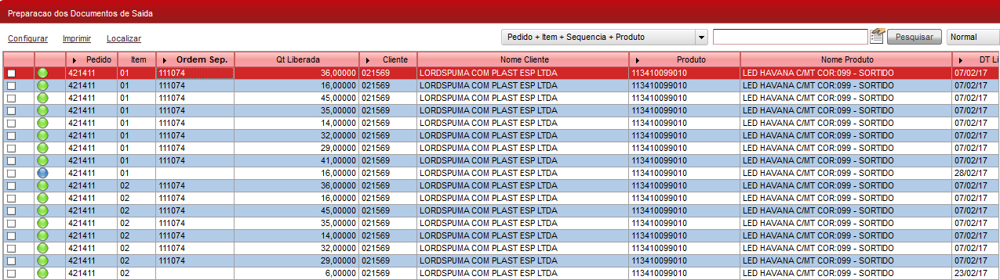 Preparacao dos Documentos de Saida
Configurar Imprimir Localizar Pedido + Item + Sequencia + Produto Pesquisar Normal
Pedido Item Ordem Sep. Qt Liberada Cliente Nome Cliente Produto Nome Produto DT Li
421411 01 111074 36,00000 021569 LORDSPUMA COM PLAST ESP LTDA 113410099010 LED HAVANA C/MT COR:099 - SORTIDO 07/02/17
421411 01 111074 16,00000 021569 LORDSPUMA COM PLAST ESP LTDA 113410099010 LED HAVANA C/MT COR:099 - SORTIDO 07/02/17
421411 01 111074 45,00000 021569 LORDSPUMA COM PLAST ESP LTDA 113410099010 LED HAVANA C/MT COR:099 - SORTIDO 07/02/17
421411 01 111074 35,00000 021569 LORDSPUMA COM PLAST ESP LTDA 113410099010 LED HAVANA C/MT COR:099 - SORTIDO 07/02/17
421411 01 111074 14,00000 021569 LORDSPUMA COM PLAST ESP LTDA 113410099010 LED HAVANA C/MT COR:099 - SORTIDO 07/02/17
421411 01 111074 32,00000 021569 LORDSPUMA COM PLAST ESP LTDA 113410099010 LED HAVANA C/MT COR:099 - SORTIDO 07/02/17
421411 01 111074 29,00000 021569 LORDSPUMA COM PLAST ESP LTDA 113410099010 LED HAVANA C/MT COR:099 - SORTIDO 07/02/17
421411 01 111074 41,00000 021569 LORDSPUMA COM PLAST ESP LTDA 113410099010 LED HAVANA C/MT COR:099 - SORTIDO 07/02/17
421411 01 16,00000 021569 LORDSPUMA COM PLAST ESP LTDA 113410099010 LED HAVANA C/MT COR:099 - SORTIDO 28/02/17
421411 02 111074 36,00000 021569 LORDSPUMA COM PLAST ESP LTDA 113410099010 LED HAVANA C/MT COR:099 - SORTIDO 07/02/17
421411 02 111074 16,00000 021569 LORDSPUMA COM PLAST ESP LTDA 113410099010 LED HAVANA C/MT COR:099 - SORTIDO 07/02/17
421411 02 111074 45,00000 021569 LORDSPUMA COM PLAST ESP LTDA 113410099010 LED HAVANA C/MT COR:099 - SORTIDO 07/02/17
421411 02 111074 35,00000 021569 LORDSPUMA COM PLAST ESP LTDA 113410099010 LED HAVANA C/MT COR:099 - SORTIDO 07/02/17
421411 02 111074 14,00000 021569 LORDSPUMA COM PLAST ESP LTDA 113410099010 LED HAVANA C/MT COR:099 - SORTIDO 07/02/17
421411 02 111074 32,00000 021569 LORDSPUMA COM PLAST ESP LTDA 113410099010 LED HAVANA C/MT COR:099 - SORTIDO 07/02/17
421411 02 111074 29,00000 021569 LORDSPUMA COM PLAST ESP LTDA 113410099010 LED HAVANA C/MT COR:099 - SORTIDO 07/02/17
421411 02 6,00000 021569 LORDSPUMA COM PLAST ESP LTDA 113410099010 LED HAVANA C/MT COR:099 - SORTIDO 23/02/17